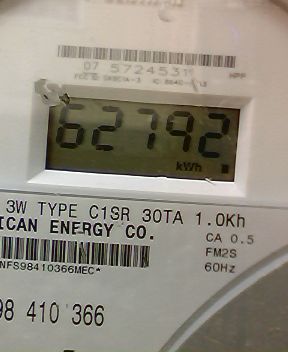 07 5724531
HPP
62792
kWh
3W TYPE C1SR 30TA 1.0Kh
ICAN ENERGY CO.
CA 0.5
NFS98410366MEC*
FM2S
60Hz
98 410 366